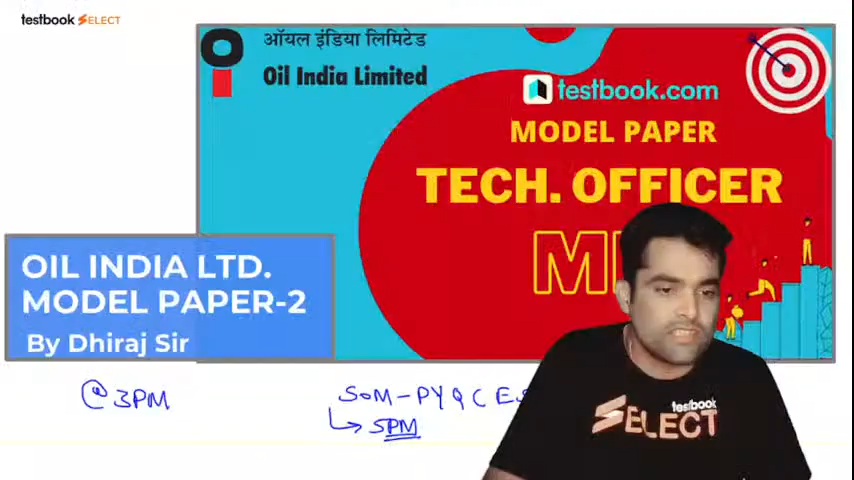 testbook SELECT
ऑयल इंडिया लिमिटेड
Oil India Limited
testbook.com
MODEL PAPER
TECH. OFFICER
OIL INDIA LTD.
MODEL PAPER-2
By Dhiraj Sir
@ 3PM
SOM-PYQ
5PM
testbook
SELECT